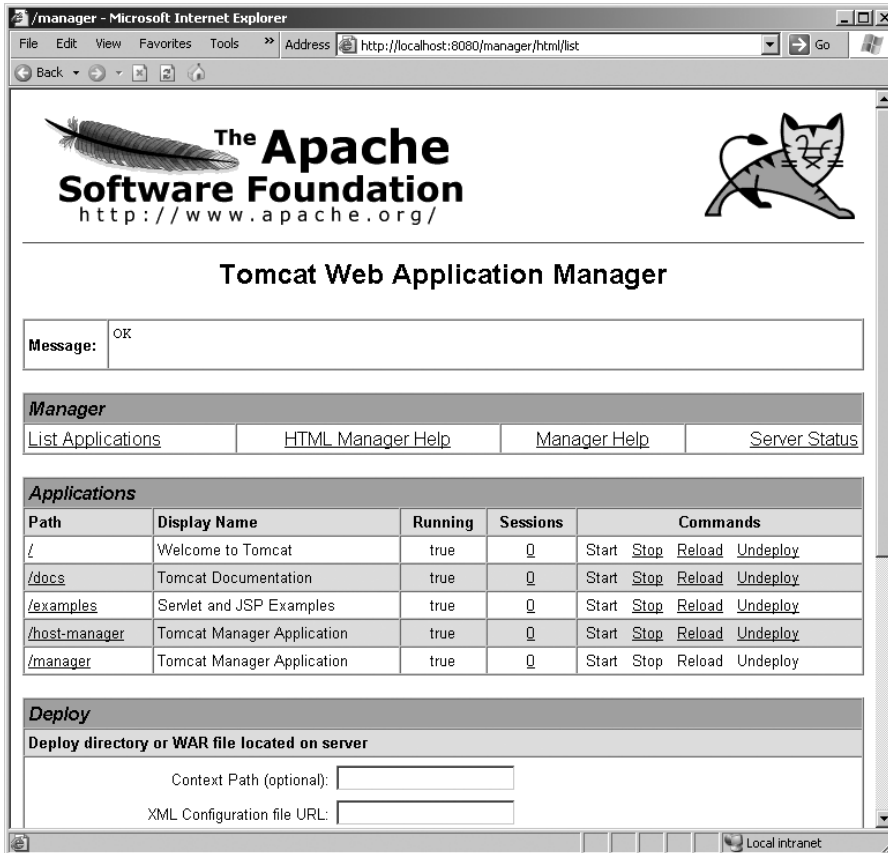 /manager - Microsoft Internet Explorer
File Edit View Favorites Tools » Address http://localhost:8080/manager/html/list Go
Back
The Apache
Software Foundation
http://www.apache.org/
Tomcat Web Application Manager
Message: OK
Manager
List Applications HTML Manager Help Manager Help Server Status
Applications
Path Display Name Running Sessions Commands
/ Welcome to Tomcat true 0 Start Stop Reload Undeploy
/docs Tomcat Documentation true 0 Start Stop Reload Undeploy
/examples Servlet and JSP Examples true 0 Start Stop Reload Undeploy
/host-manager Tomcat Manager Application true 0 Start Stop Reload Undeploy
/manager Tomcat Manager Application true 0 Start Stop Reload Undeploy
Deploy
Deploy directory or WAR file located on server
Context Path (optional):
XML Configuration file URL:
Local intranet